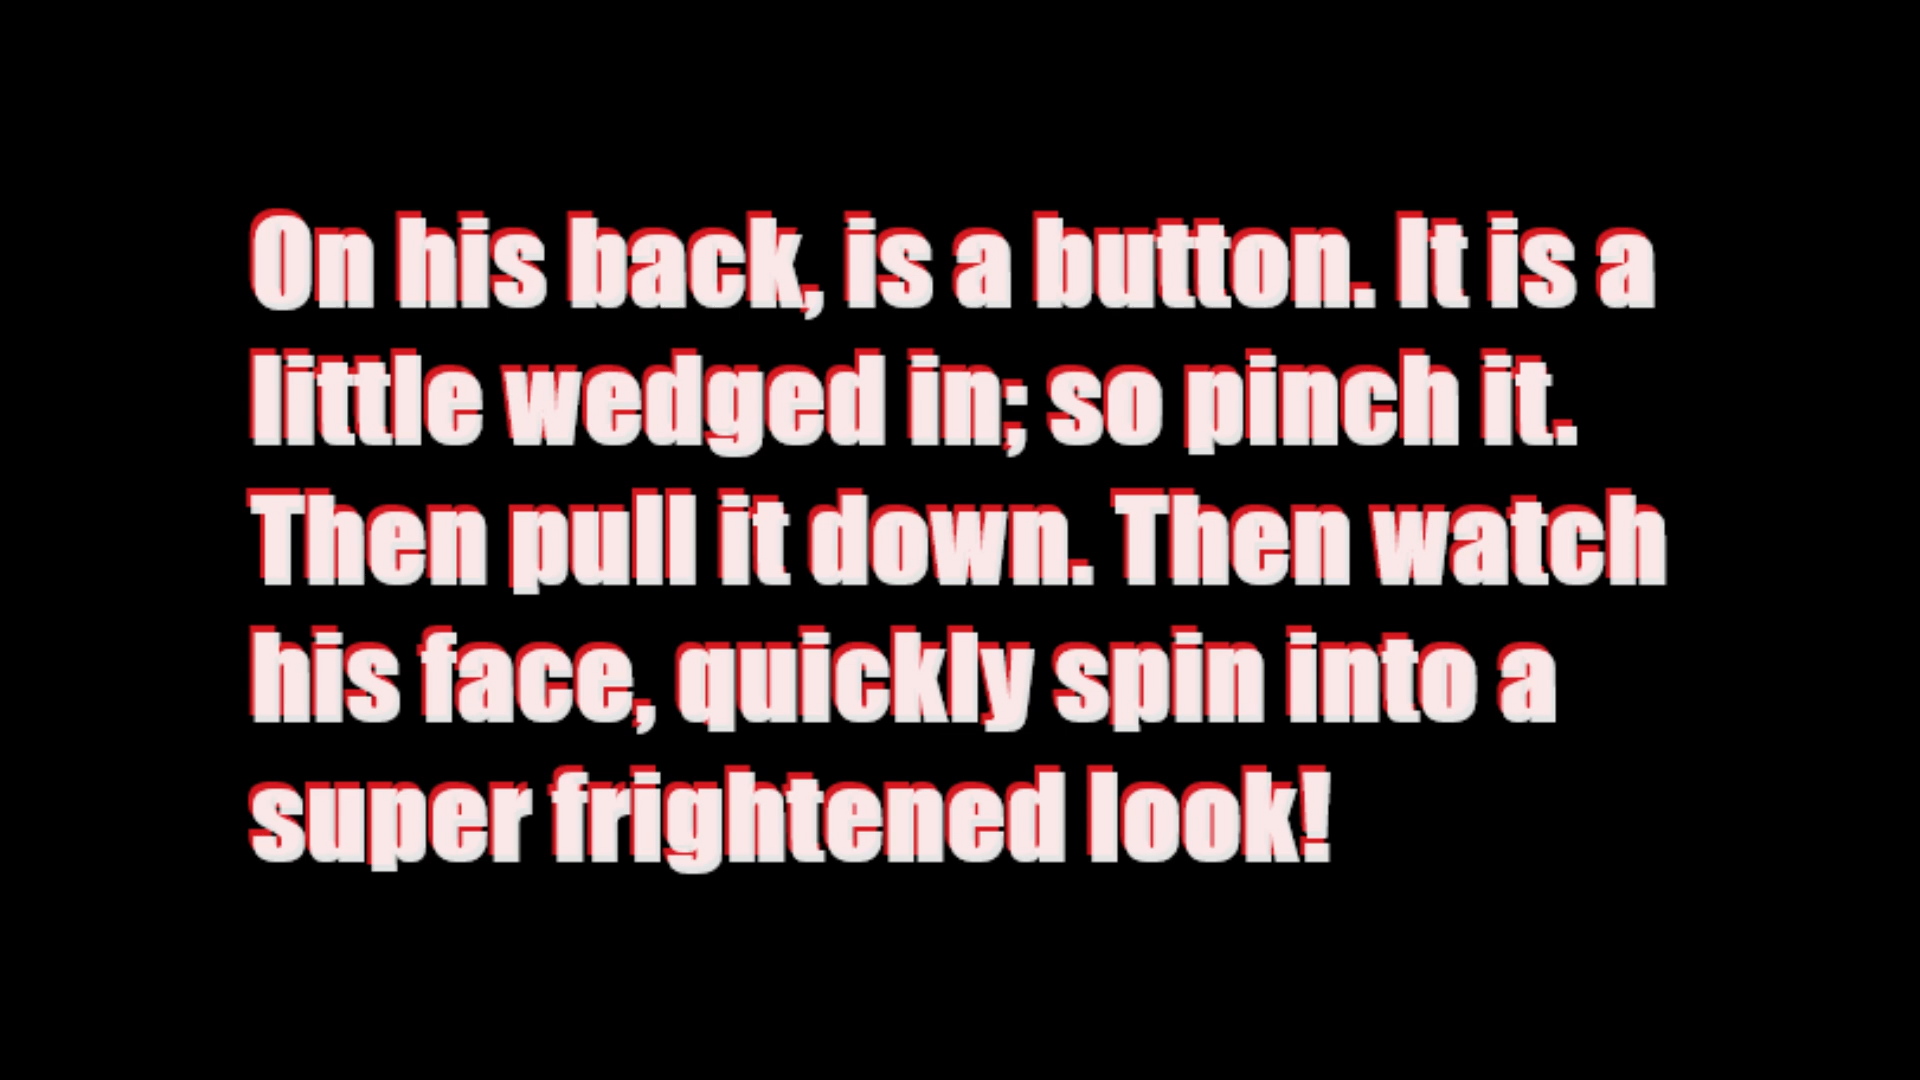 On his back, is a button. It is a
little wedged in; so pinch it.
Then pull it down. Then watch
his face, quickly spin into a
super frightened look!